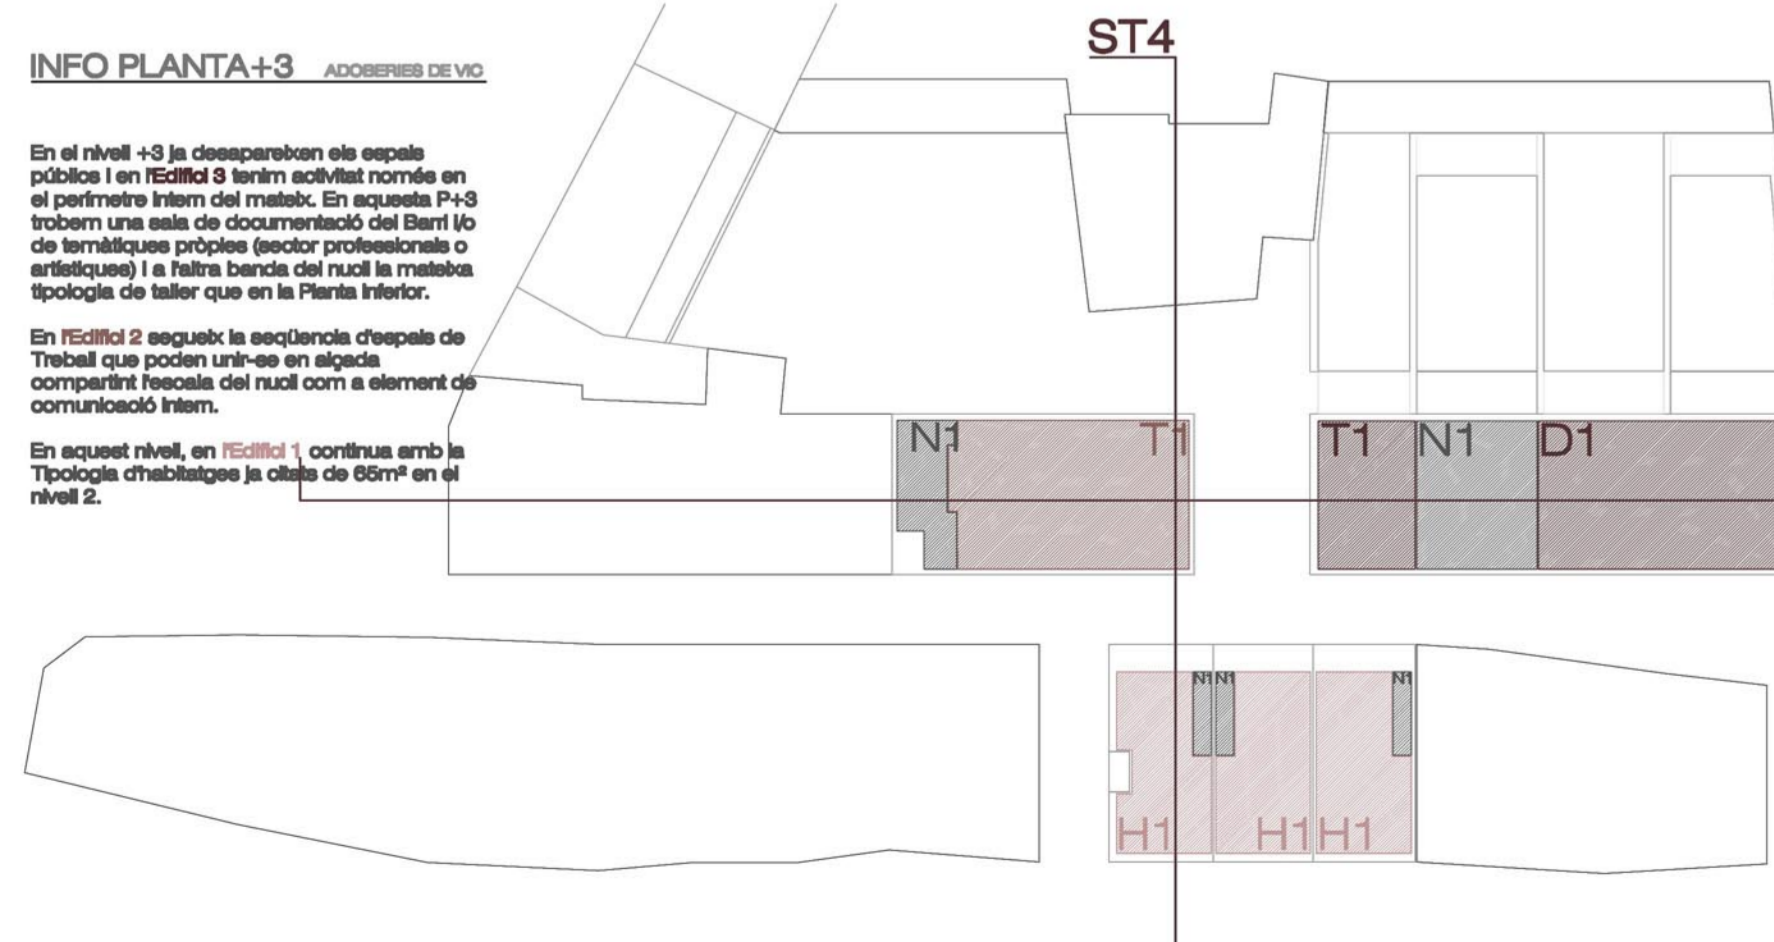 INFO PLANTA+3 ADOBERIES DE VIC
ST4
En el nivell +3 ja desapareixen els espais
públics i en l'Edifici 3 tenim activitat només en
el perímetre intern del mateix. En aquesta P+3
trobem una sala de documentació del Barri i/o
de temàtiques pròpies (sector professionals o
artístiques) i a l'altra banda del nucli la mateixa
tipologia de taller que en la Planta Inferior.
En l'Edifici 2 segueix la seqüencia d'espais de
Treball que poden unir-se en alçada
compartint l'escala del nucli com a element de
comunicació intern.
En aquest nivell, en l'Edifici 1 continua amb la
Tipologia d'habitatges ja citats de 65m² en el
nivell 2.
N1 T1 T1 N1 D1
N1 N1 N1
H1 H1 H1